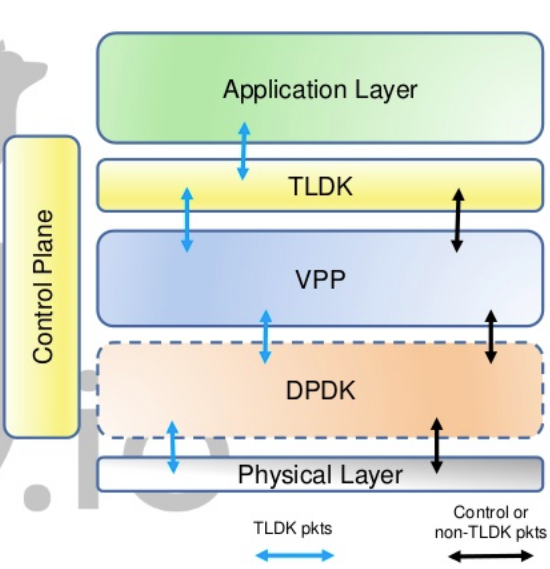 Application Layer
TLDK
Control Plane
VPP
DPDK
Physical Layer
TLDK pkts
Control or
non-TLDK pkts